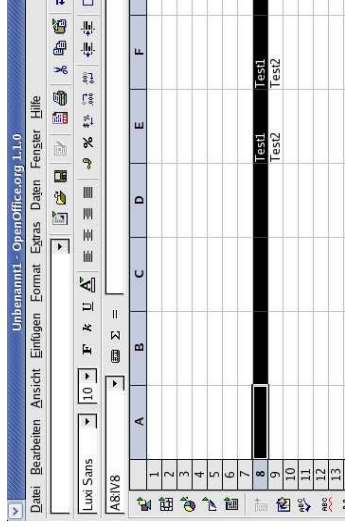 Unbenannt1 - OpenOffice.org 1.1.0
Datei Bearbeiten Ansicht Einfügen Format Extras Daten Fenster Hilfe
Luxi Sans 10 F k U A
A8:IV8 Σ =
A B C D E F
1
2
3
4
5
6
7
8 Test1 Test1
9 Test2 Test2
10
11
12
13